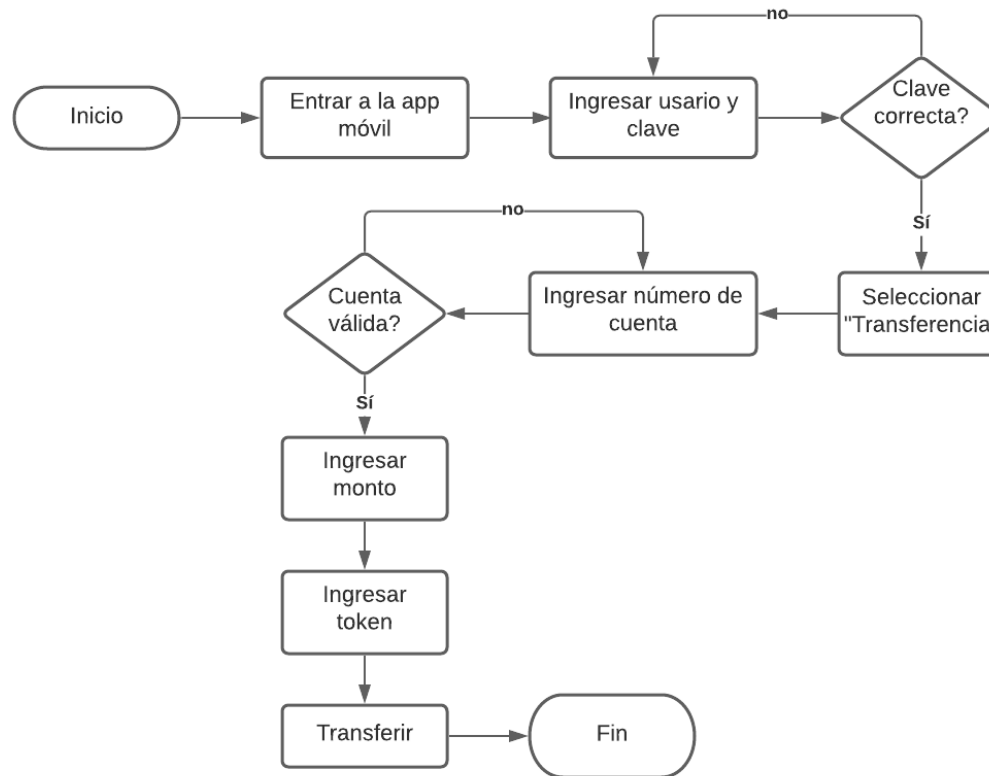 Inicio
Entrar a la app
móvil
Ingresar usario y
clave
no
Clave
correcta?
Sí
Seleccionar
"Transferencia
Ingresar número de
cuenta
no
Cuenta
válida?
Sí
Ingresar
monto
Ingresar
token
Transferir
Fin